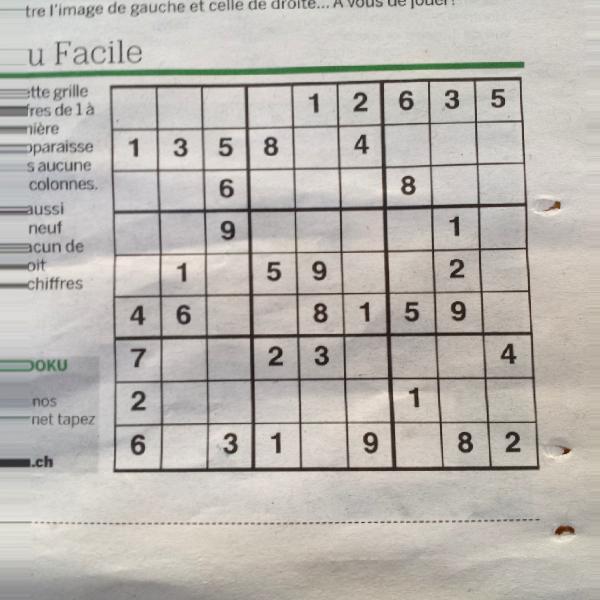 tre l'image de gauche et celle de droite... A vous de jouer!
u Facile
tte grille
fres de 1 à
nière
pparaisse
s aucune
colonnes.
aussi
neuf
acun de
oit
chiffres
OKU
nos
net tapez
.ch
1 2 6 3 5
1 3 5 8 4
6 8
9 1
1 5 9 2
4 6 8 1 5 9
7 2 3 4
2 1
6 3 1 9 8 2